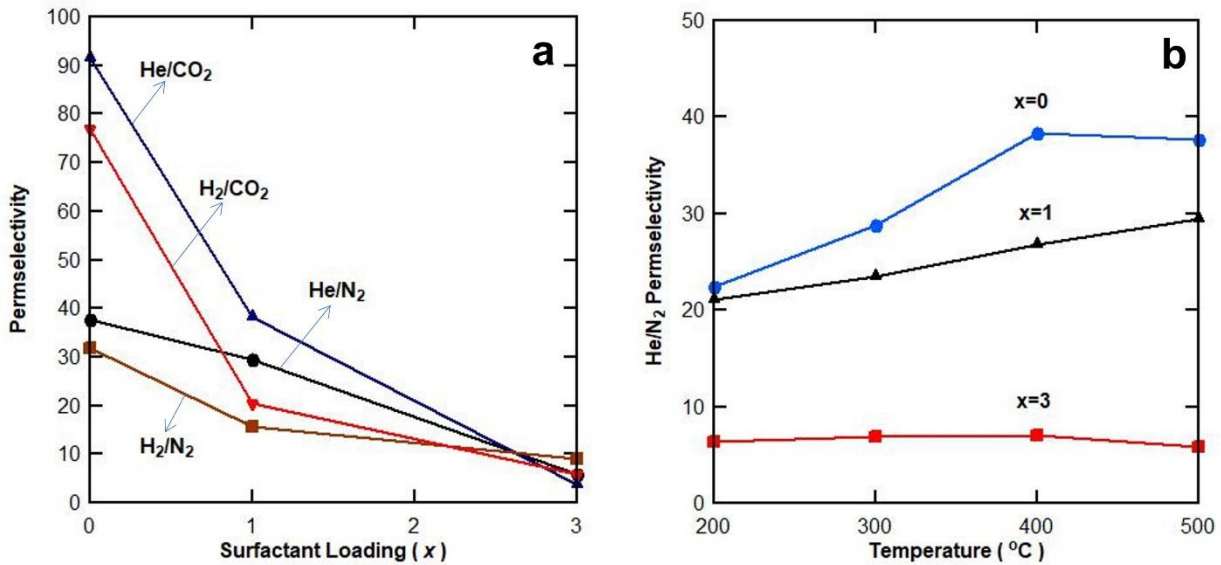 a
100
90
80
70
60
50
40
30
20
10
0
Permselectivity
He/CO2
H2/CO2
He/N2
H2/N2
0 1 2 3
Surfactant Loading ( x )
b
50
40
30
20
10
0
He/N2 Permselectivity
x=0
x=1
x=3
200 300 400 500
Temperature ( oC )